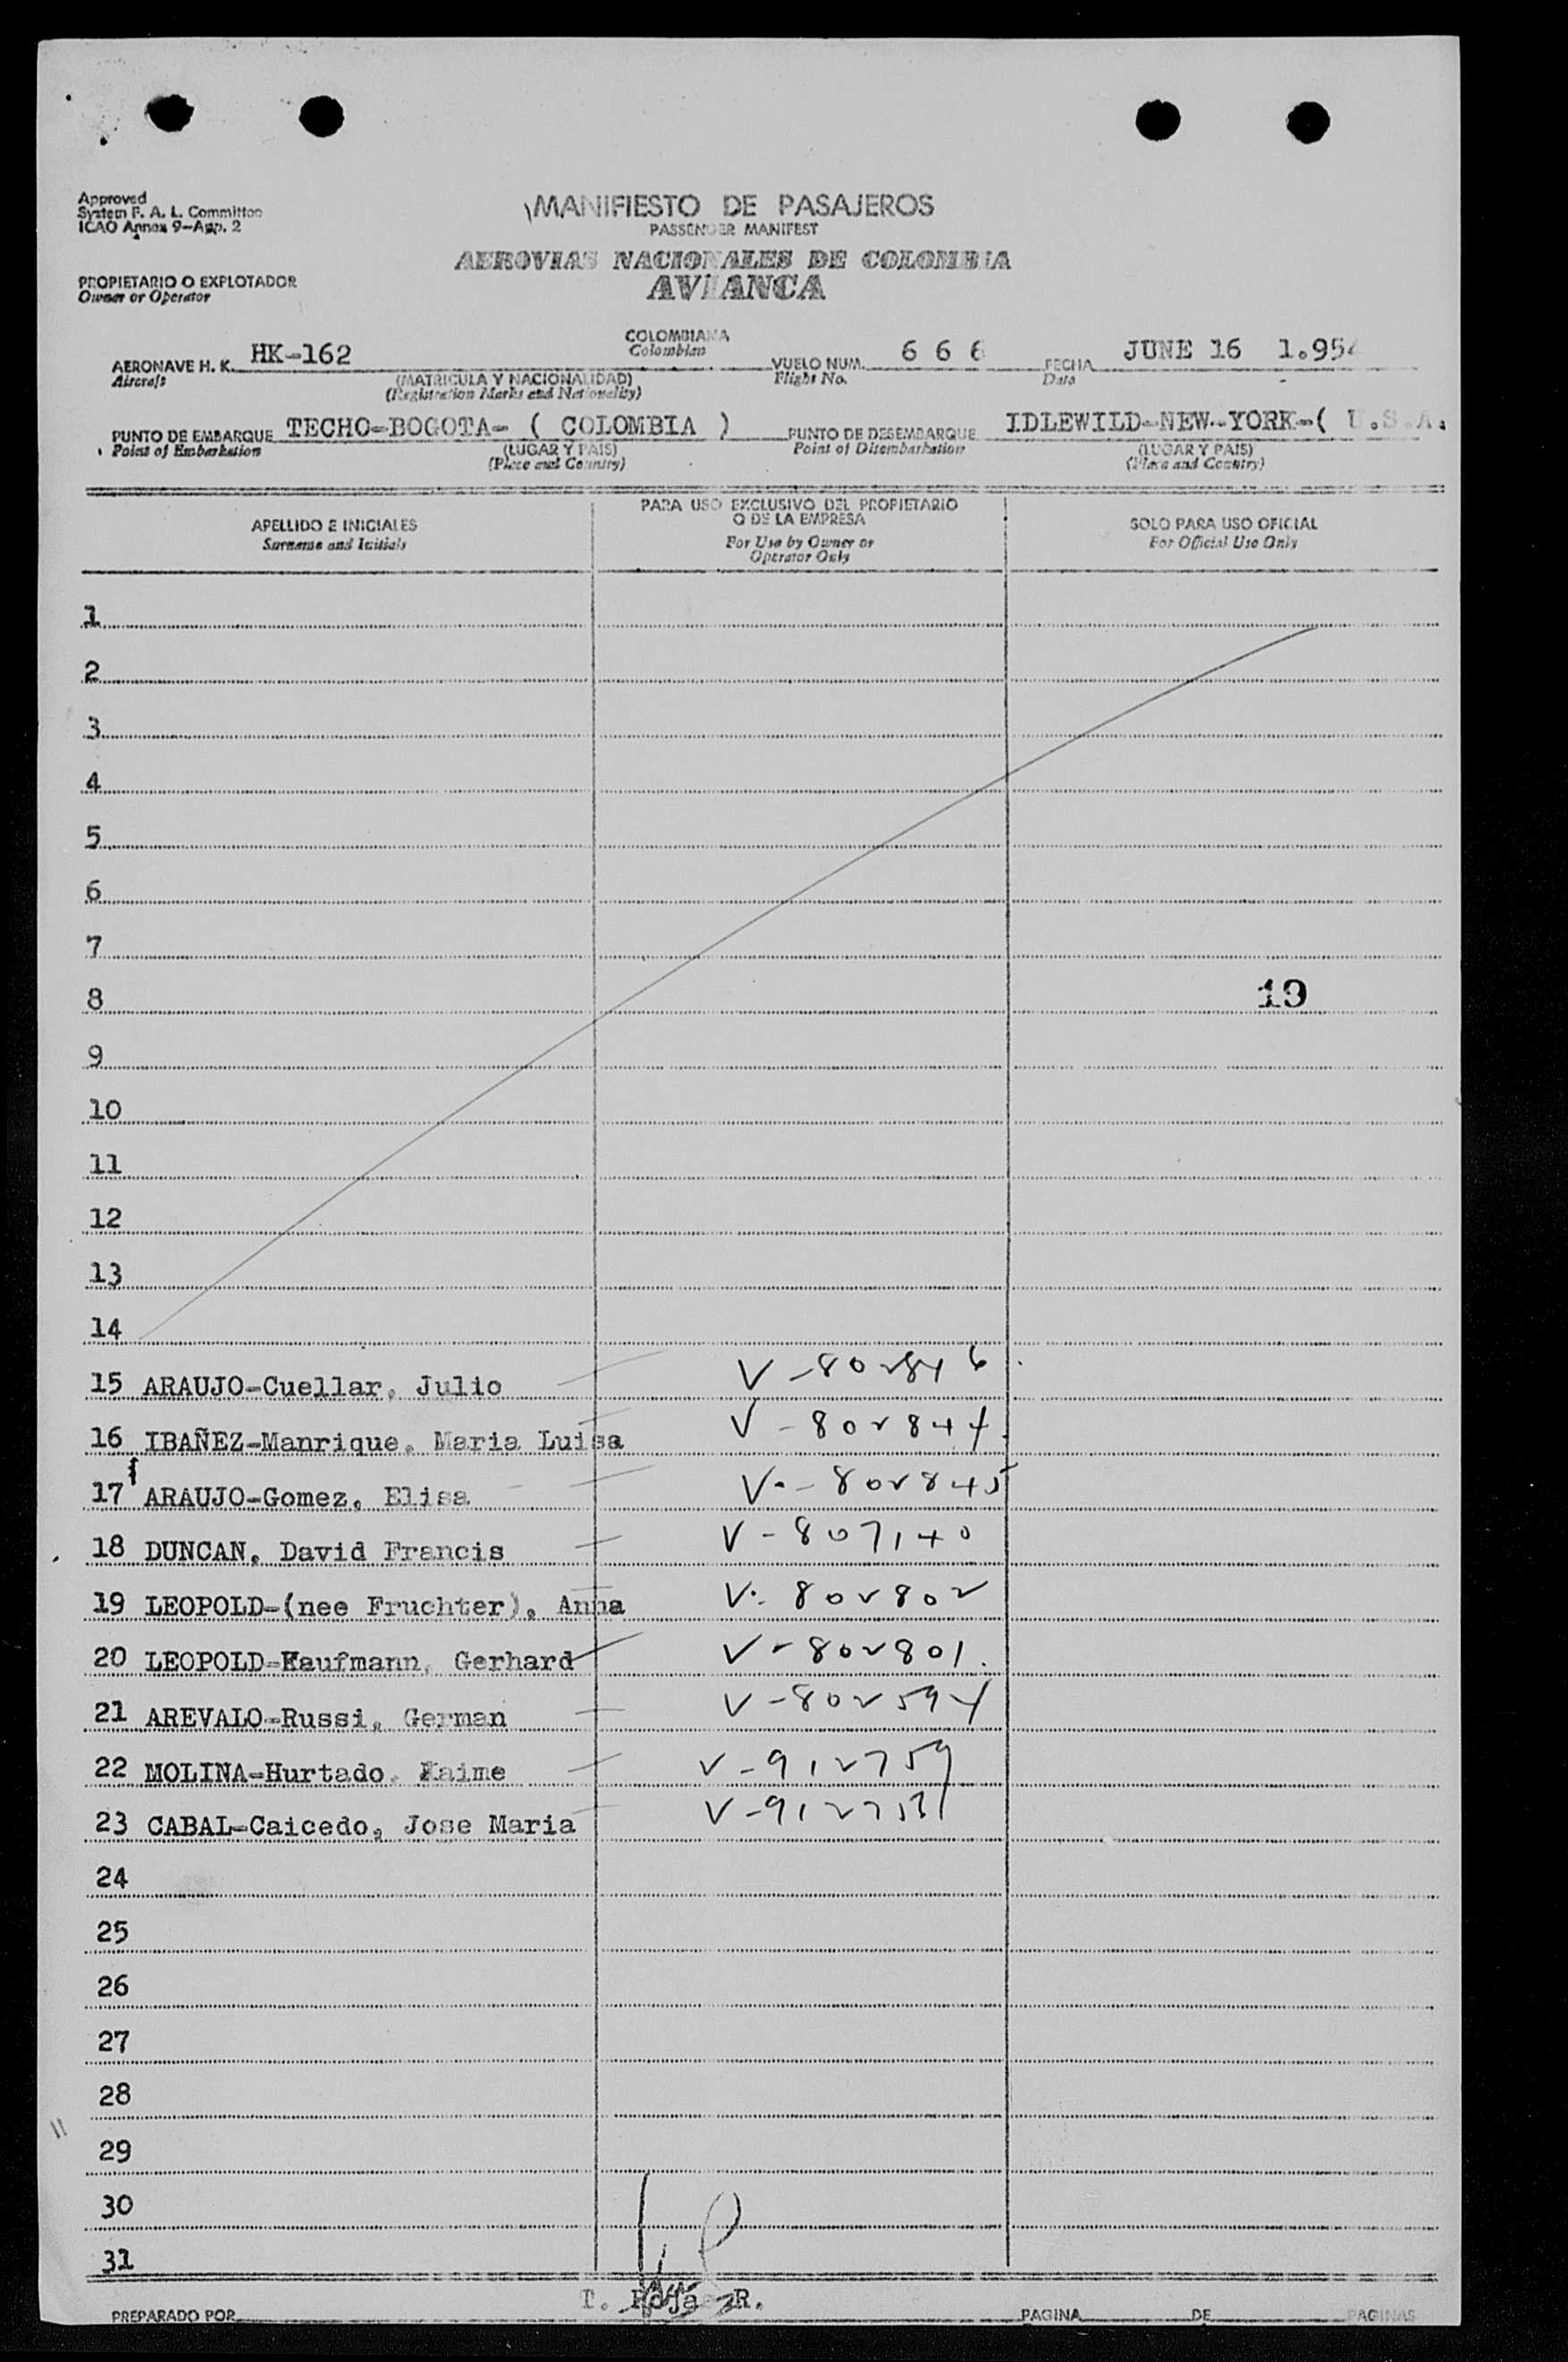 Approved
System F. A. L. Committee
ICAO Annex 9-App. 2
MANIFIESTO DE PASAJEROS
PASSENGER MANIFEST
AEROVIAS NACIONALES DE COLOMBIA
AVIANCA
PROPIETARIO O EXPLOTADOR
Owner or Operator
AERONAVE H. K. HK-162 COLOMBIANA VUELO NUM. 6 6 6 FECHA JUNE 16 1.954
Aircraft (MATRICULA Y NACIONALIDAD) Colombian Flight No. Date
(Registration Marks and Nationality)
PUNTO DE EMBARQUE TECHO-BOGOTA- ( COLOMBIA ) PUNTO DE DESEMBARQUE IDLEWILD-NEW-YORK-( U.S.A.
Point of Embarkation (LUGAR Y PAIS) Point of Disembarkation (LUGAR Y PAIS)
(Place and Country) (Place and Country)
APELLIDO E INICIALES
Surname and Initials
PARA USO EXCLUSIVO DEL PROPIETARIO
O DE LA EMPRESA
For Use by Owner or
Operator Only
SOLO PARA USO OFICIAL
For Official Use Only
1
2
3
4
5
6
7
8 19
9
10
11
12
13
14
15 ARAUJO-Cuellar, Julio V-802846
16 IBAÑEZ-Manrique, Maria Luisa V-802844
17 ARAUJO-Gomez, Elisa V-802845
18 DUNCAN, David Francis V-807140
19 LEOPOLD-(nee Fruchter), Anna V-802802
20 LEOPOLD-Kaufmann, Gerhard V-802801
21 AREVALO-Russi, German V-802594
22 MOLINA-Hurtado, Jaime V-912759
23 CABAL-Caicedo, Jose Maria
24
25
26
27
28
29
30
31
T. Rojas R.
PREPARADO POR PAGINA DE PAGINAS